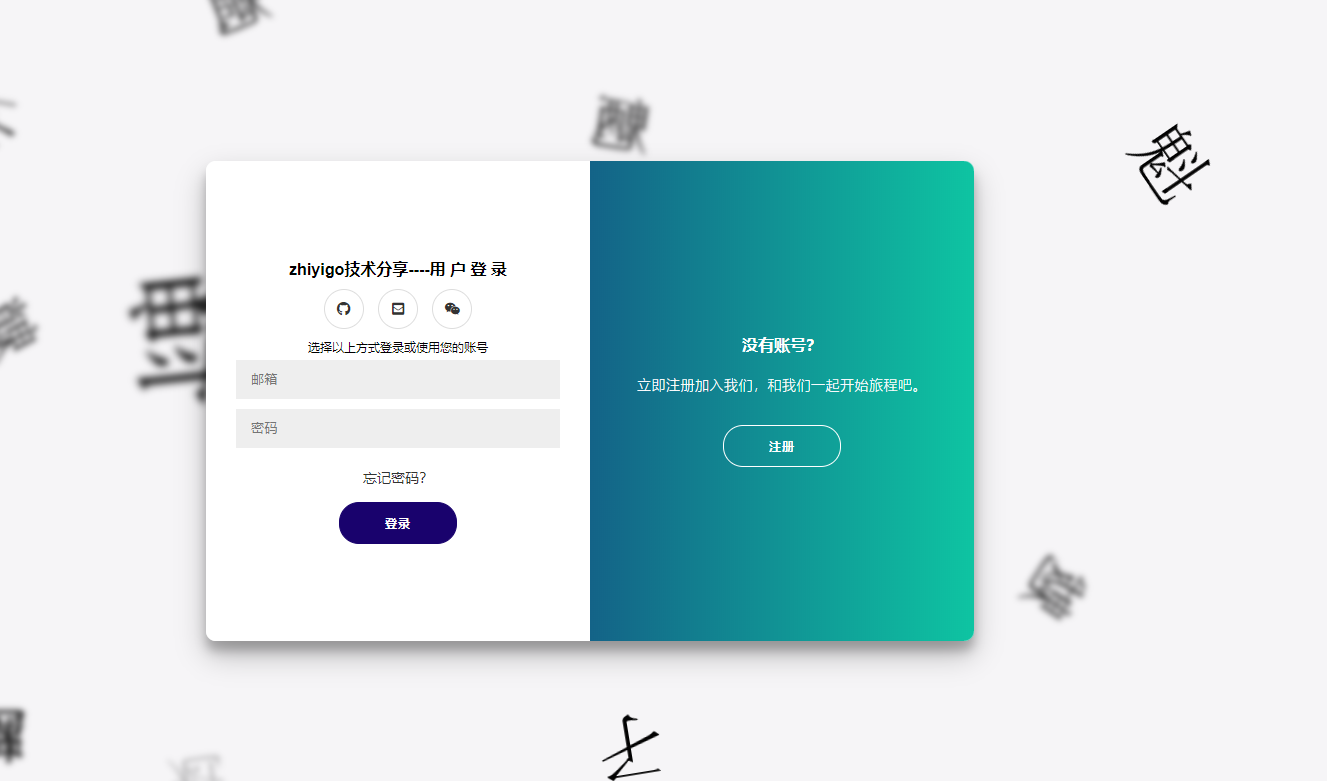 魁
zhiyigo技术分享----用 户 登 录
选择以上方式登录或使用您的账号
邮箱
密码
忘记密码？
登录
没有账号?
立即注册加入我们，和我们一起开始旅程吧。
注册